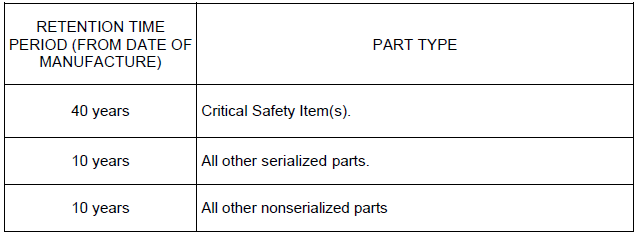 RETENTION TIME
PERIOD (FROM DATE OF
MANUFACTURE)
PART TYPE
40 years
Critical Safety Item(s).
10 years
All other serialized parts.
10 years
All other nonserialized parts